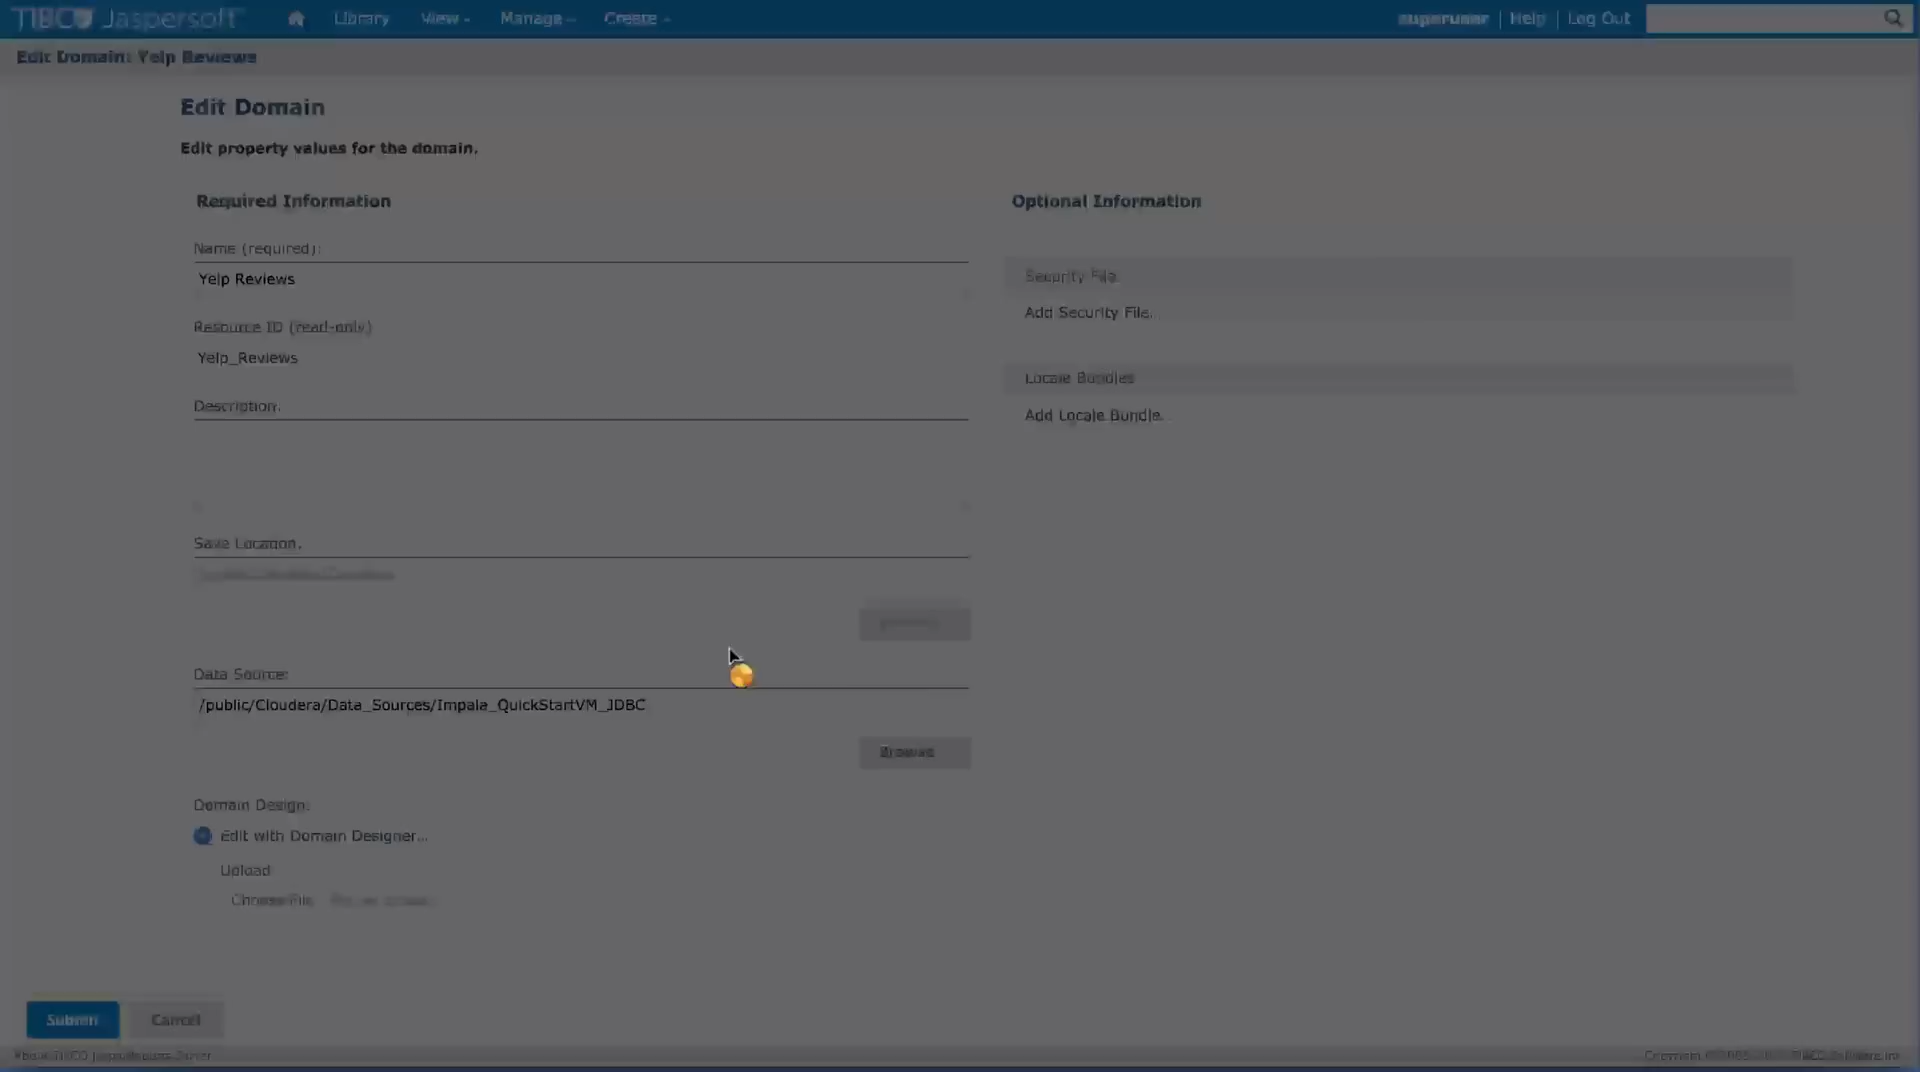 TIBCO Jaspersoft
Library View Manage Create superuser | Help | Log Out
Edit Domain: Yelp Reviews
Edit Domain
Edit property values for the domain.
Required Information
Name (required):
Yelp Reviews
Resource ID (read-only)
Yelp_Reviews
Description.
Save Location.
Data Source:
/public/Cloudera/Data_Sources/Impala_QuickStartVM_JDBC
Browse
Domain Design:
Edit with Domain Designer...
Upload
Choose File
Optional Information
Security File
Add Security File.
Locale Bundles
Add Locale Bundle.
Submit Cancel